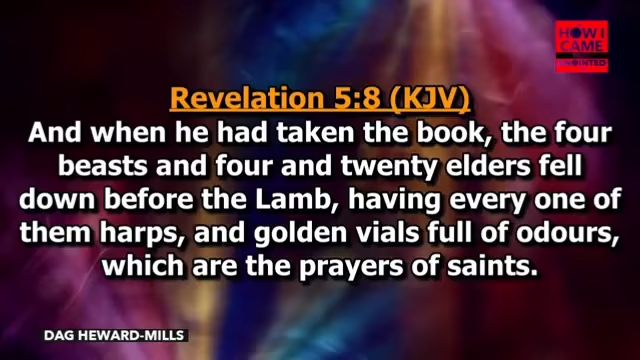 HOW I
CAME
ANOINTED
Revelation 5:8 (KJV)
And when he had taken the book, the four
beasts and four and twenty elders fell
down before the Lamb, having every one of
them harps, and golden vials full of odours,
which are the prayers of saints.
DAG HEWARD-MILLS